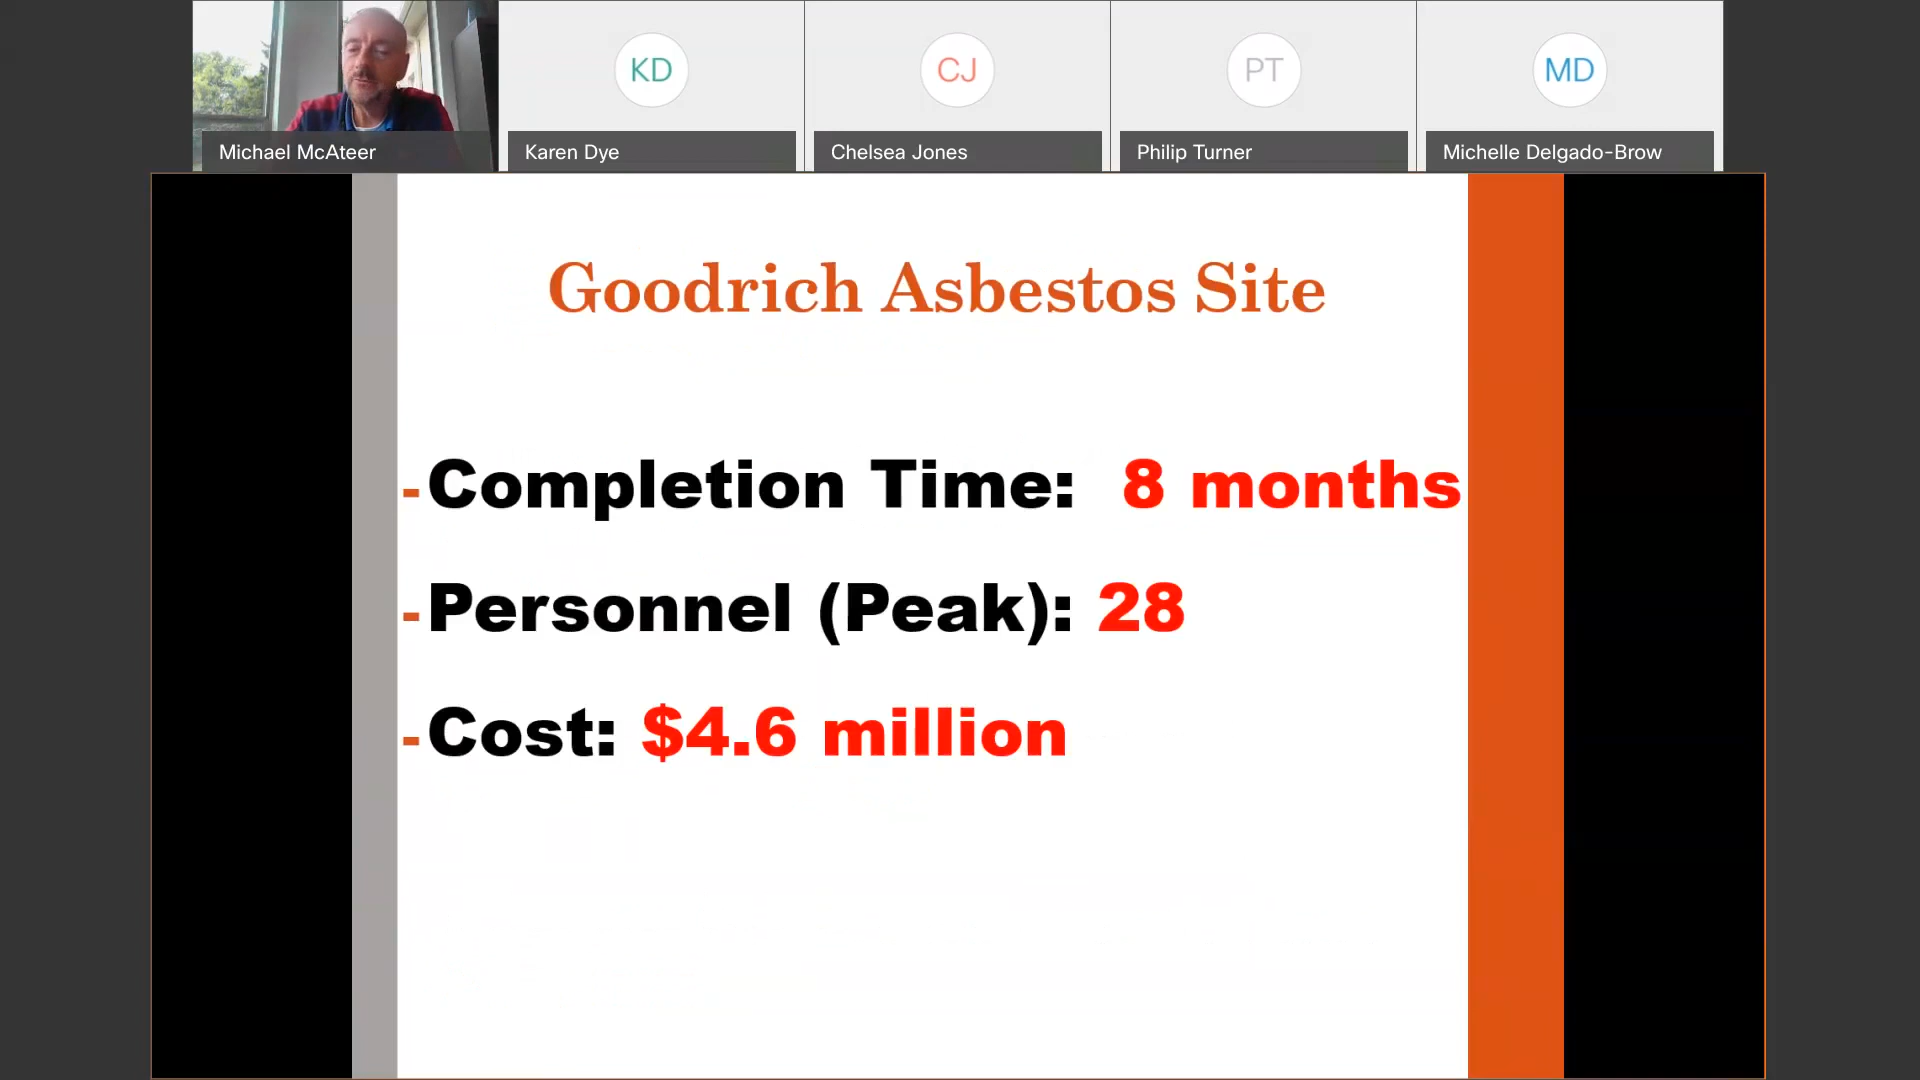 KD
CJ
PT
MD
Michael McAteer
Karen Dye
Chelsea Jones
Philip Turner
Michelle Delgado-Brow
Goodrich Asbestos Site
-Completion Time: 8 months
-Personnel (Peak): 28
-Cost: $4.6 million